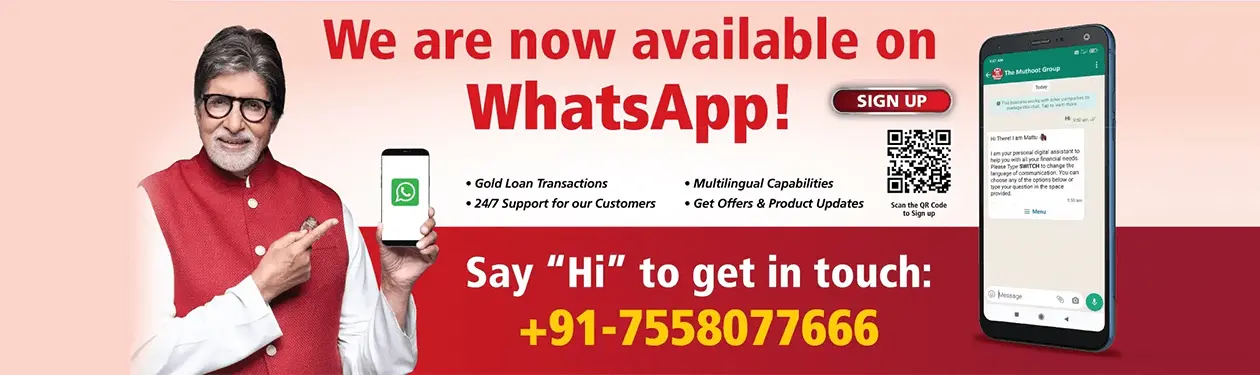 We are now available on
WhatsApp!
SIGN UP
• Gold Loan Transactions
• Multilingual Capabilities
• 24/7 Support for our Customers
• Get Offers & Product Updates
Scan the QR Code
to Sign up
Say “Hi” to get in touch:
+91-7558077666
The Muthoot Group
Today
Hi
Hi There! I am Mattu
I am your personal digital assistant to
help you with all your financial needs.
Please Type SWITCH to change the
language of communication. You can
choose any of the options below or
type your question in the space
provided.
Menu
Message